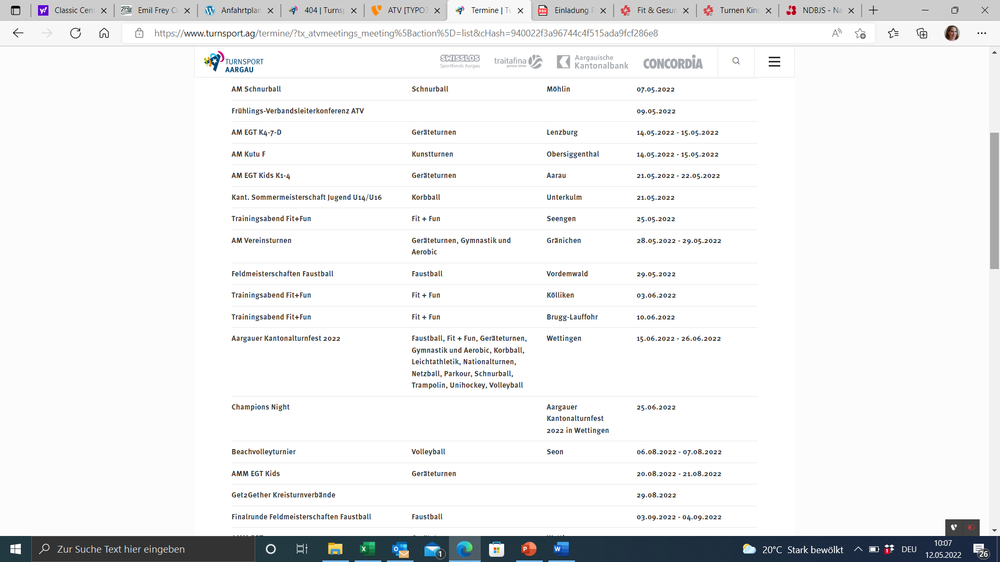 Classic Cent
Emil Frey Cl
Anfahrtplan
404 | Turnsp
ATV [TYPO3
Termine | Tu
Einladung P
Fit & Gesun
Turnen Kind
NDBJS - Na
https://www.turnsport.ag/termine/?tx_atvmeetings_meeting%5Baction%5D=list&cHash=940022f3a96744c4f515ada9fcf286e8
TURNSPORT
AARGAU
SWISSLOS
Sportfonds Aargau
traitafina
genuss leben
Aargauische
Kantonalbank
CONCORDIA
AM Schnurball Schnurball Möhlin 07.05.2022
Frühlings-Verbandsleiterkonferenz ATV 09.05.2022
AM EGT K4-7-D Geräteturnen Lenzburg 14.05.2022 - 15.05.2022
AM Kutu F Kunstturnen Obersiggenthal 14.05.2022 - 15.05.2022
AM EGT Kids K1-4 Geräteturnen Aarau 21.05.2022 - 22.05.2022
Kant. Sommermeisterschaft Jugend U14/U16 Korbball Unterkulm 21.05.2022
Trainingsabend Fit+Fun Fit + Fun Seengen 25.05.2022
AM Vereinsturnen Geräteturnen, Gymnastik und Gränichen 28.05.2022 - 29.05.2022
Aerobic
Feldmeisterschaften Faustball Faustball Vordemwald 29.05.2022
Trainingsabend Fit+Fun Fit + Fun Kölliken 03.06.2022
Trainingsabend Fit+Fun Fit + Fun Brugg-Lauffohr 10.06.2022
Aargauer Kantonalturnfest 2022 Faustball, Fit + Fun, Geräteturnen, Wettingen 15.06.2022 - 26.06.2022
Gymnastik und Aerobic, Korbball,
Leichtathletik, Nationalturnen,
Netzball, Parkour, Schnurball,
Trampolin, Unihockey, Volleyball
Champions Night Aargauer 25.06.2022
Kantonalturnfest
2022 in Wettingen
Beachvolleyturnier Volleyball Seon 06.08.2022 - 07.08.2022
AMM EGT Kids Geräteturnen 20.08.2022 - 21.08.2022
Get2Gether Kreisturnverbände 29.08.2022
Finalrunde Feldmeisterschaften Faustball Faustball 03.09.2022 - 04.09.2022
Zur Suche Text hier eingeben
1
20°C Stark bewölkt
1
DEU
10:07
12.05.2022
26